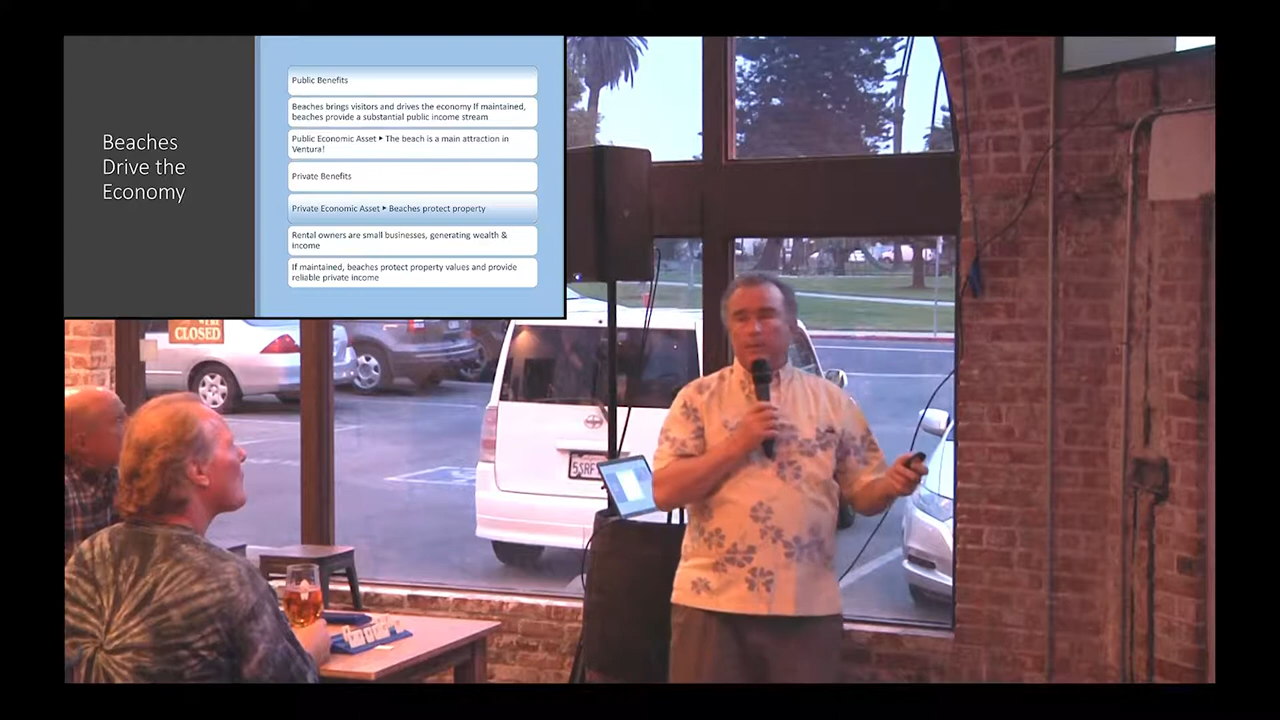 Beaches
Drive the
Economy
Public Benefits
Beaches brings visitors and drives the economy If maintained,
beaches provide a substantial public income stream
Public Economic Asset ▸ The beach is a main attraction in
Ventura!
Private Benefits
Private Economic Asset ▸ Beaches protect property
Rental owners are small businesses, generating wealth &
income
If maintained, beaches protect property values and provide
reliable private income
CLOSED